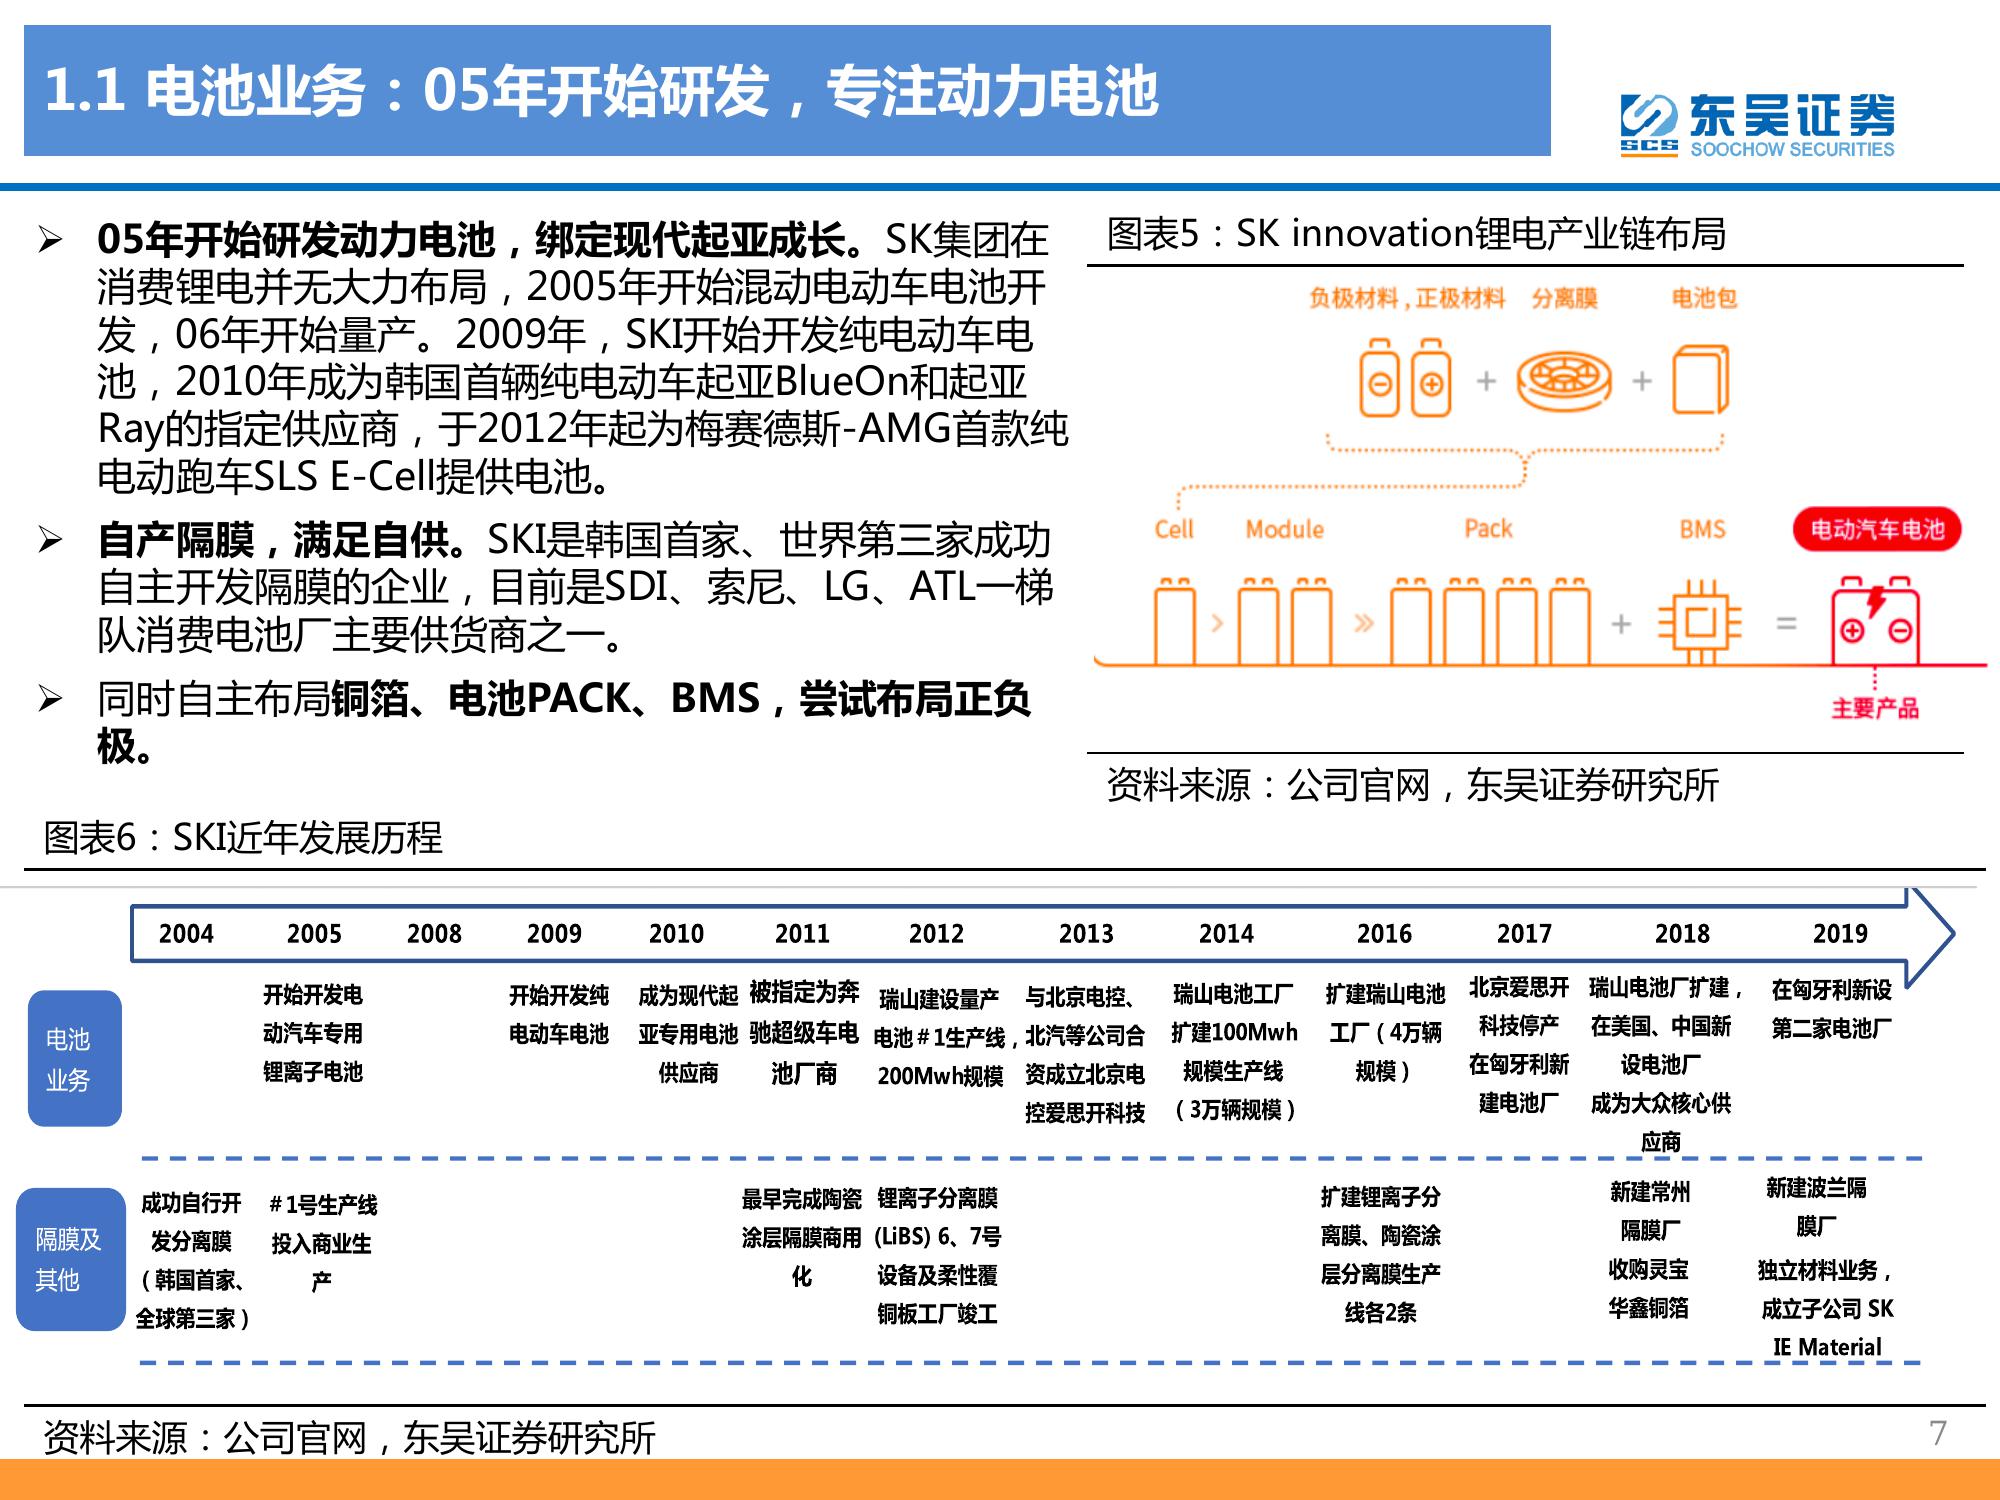 1.1 电池业务：05年开始研发，专注动力电池
东吴证券
SCS
SOOCHOW SECURITIES
05年开始研发动力电池，绑定现代起亚成长。SK集团在
消费锂电并无大力布局，2005年开始混动电动车电池开
发，06年开始量产。2009年，SKI开始开发纯电动车电
池，2010年成为韩国首辆纯电动车起亚BlueOn和起亚
Ray的指定供应商，于2012年起为梅赛德斯-AMG首款纯
电动跑车SLS E-Cell提供电池。
自产隔膜，满足自供。SKI是韩国首家、世界第三家成功
自主开发隔膜的企业，目前是SDI、索尼、LG、ATL一梯
队消费电池厂主要供货商之一。
同时自主布局铜箔、电池PACK、BMS，尝试布局正负
极。
图表5：SK innovation锂电产业链布局
负极材料，正极材料 分离膜 电池包
Cell Module Pack BMS 电动汽车电池
主要产品
资料来源：公司官网，东吴证券研究所
图表6：SKI近年发展历程
2004 2005 2008 2009 2010 2011 2012 2013 2014 2016 2017 2018 2019
电池
业务
开始开发电
动汽车专用
锂离子电池
开始开发纯
电动车电池
成为现代起
亚专用电池
供应商
被指定为奔
驰超级车电
池厂商
瑞山建设量产
电池＃1生产线，
200Mwh规模
与北京电控、
北汽等公司合
资成立北京电
控爱思开科技
瑞山电池工厂
扩建100Mwh
规模生产线
（3万辆规模）
扩建瑞山电池
工厂（4万辆
规模）
北京爱思开
科技停产
在匈牙利新
建电池厂
瑞山电池厂扩建，
在美国、中国新
设电池厂
成为大众核心供
应商
在匈牙利新设
第二家电池厂
隔膜及
其他
成功自行开
发分离膜
（韩国首家、
全球第三家）
＃1号生产线
投入商业生
产
最早完成陶瓷
涂层隔膜商用
化
锂离子分离膜
(LiBS) 6、7号
设备及柔性覆
铜板工厂竣工
扩建锂离子分
离膜、陶瓷涂
层分离膜生产
线各2条
新建常州
隔膜厂
收购灵宝
华鑫铜箔
新建波兰隔
膜厂
独立材料业务，
成立子公司 SK
IE Material
资料来源：公司官网，东吴证券研究所
7